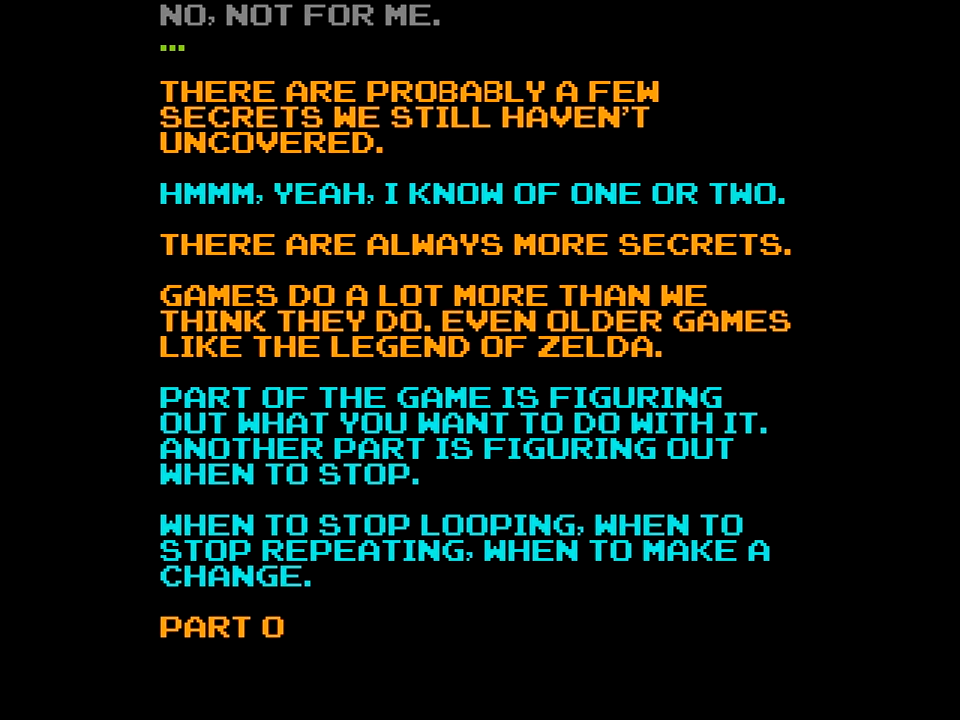 NO, NOT FOR ME.
...
THERE ARE PROBABLY A FEW
SECRETS WE STILL HAVEN'T
UNCOVERED.
HMMM, YEAH, I KNOW OF ONE OR TWO.
THERE ARE ALWAYS MORE SECRETS.
GAMES DO A LOT MORE THAN WE
THINK THEY DO. EVEN OLDER GAMES
LIKE THE LEGEND OF ZELDA.
PART OF THE GAME IS FIGURING
OUT WHAT YOU WANT TO DO WITH IT.
ANOTHER PART IS FIGURING OUT
WHEN TO STOP.
WHEN TO STOP LOOPING, WHEN TO
STOP REPEATING, WHEN TO MAKE A
CHANGE.
PART O